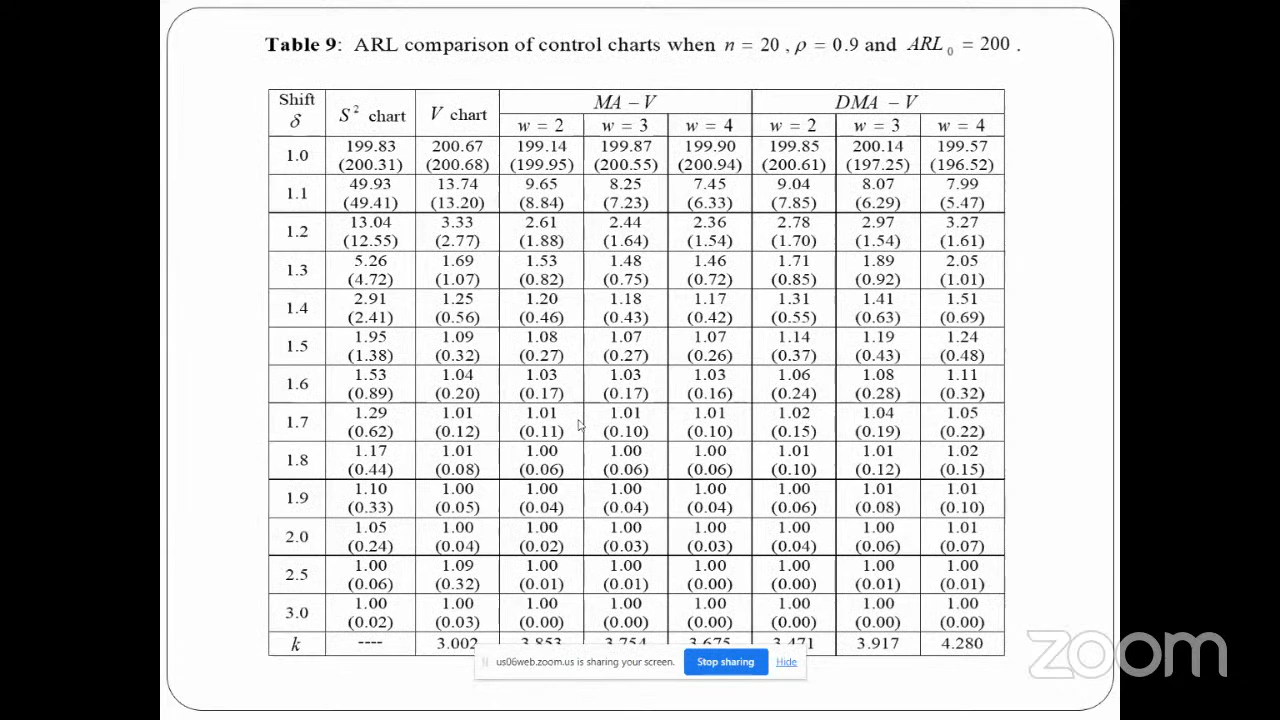 Table 9: ARL comparison of control charts when n = 20 , ρ = 0.9 and ARL₀ = 200 .
Shift δ S² chart V chart MA – V DMA – V
w = 2 w = 3 w = 4 w = 2 w = 3 w = 4
1.0 199.83 200.67 199.14 199.87 199.90 199.85 200.14 199.57
(200.31) (200.68) (199.95) (200.55) (200.94) (200.61) (197.25) (196.52)
1.1 49.93 13.74 9.65 8.25 7.45 9.04 8.07 7.99
(49.41) (13.20) (8.84) (7.23) (6.33) (7.85) (6.29) (5.47)
1.2 13.04 3.33 2.61 2.44 2.36 2.78 2.97 3.27
(12.55) (2.77) (1.88) (1.64) (1.54) (1.70) (1.54) (1.61)
1.3 5.26 1.69 1.53 1.48 1.46 1.71 1.89 2.05
(4.72) (1.07) (0.82) (0.75) (0.72) (0.85) (0.92) (1.01)
1.4 2.91 1.25 1.20 1.18 1.17 1.31 1.41 1.51
(2.41) (0.56) (0.46) (0.43) (0.42) (0.55) (0.63) (0.69)
1.5 1.95 1.09 1.08 1.07 1.07 1.14 1.19 1.24
(1.38) (0.32) (0.27) (0.27) (0.26) (0.37) (0.43) (0.48)
1.6 1.53 1.04 1.03 1.03 1.03 1.06 1.08 1.11
(0.89) (0.20) (0.17) (0.17) (0.16) (0.24) (0.28) (0.32)
1.7 1.29 1.01 1.01 1.01 1.01 1.02 1.04 1.05
(0.62) (0.12) (0.11) (0.10) (0.10) (0.15) (0.19) (0.22)
1.8 1.17 1.01 1.00 1.00 1.00 1.01 1.01 1.02
(0.44) (0.08) (0.06) (0.06) (0.06) (0.10) (0.12) (0.15)
1.9 1.10 1.00 1.00 1.00 1.00 1.00 1.01 1.01
(0.33) (0.05) (0.04) (0.04) (0.04) (0.06) (0.08) (0.10)
2.0 1.05 1.00 1.00 1.00 1.00 1.00 1.00 1.01
(0.24) (0.04) (0.02) (0.03) (0.03) (0.04) (0.06) (0.07)
2.5 1.00 1.09 1.00 1.00 1.00 1.00 1.00 1.00
(0.06) (0.32) (0.01) (0.01) (0.00) (0.00) (0.01) (0.01)
3.0 1.00 1.00 1.00 1.00 1.00 1.00 1.00 1.00
(0.02) (0.03) (0.00) (0.00) (0.00) (0.00) (0.00) (0.00)
k ---- 3.002 3.853 3.754 3.675 3.471 3.917 4.280
us06web.zoom.us is sharing your screen. Stop sharing Hide
zoom